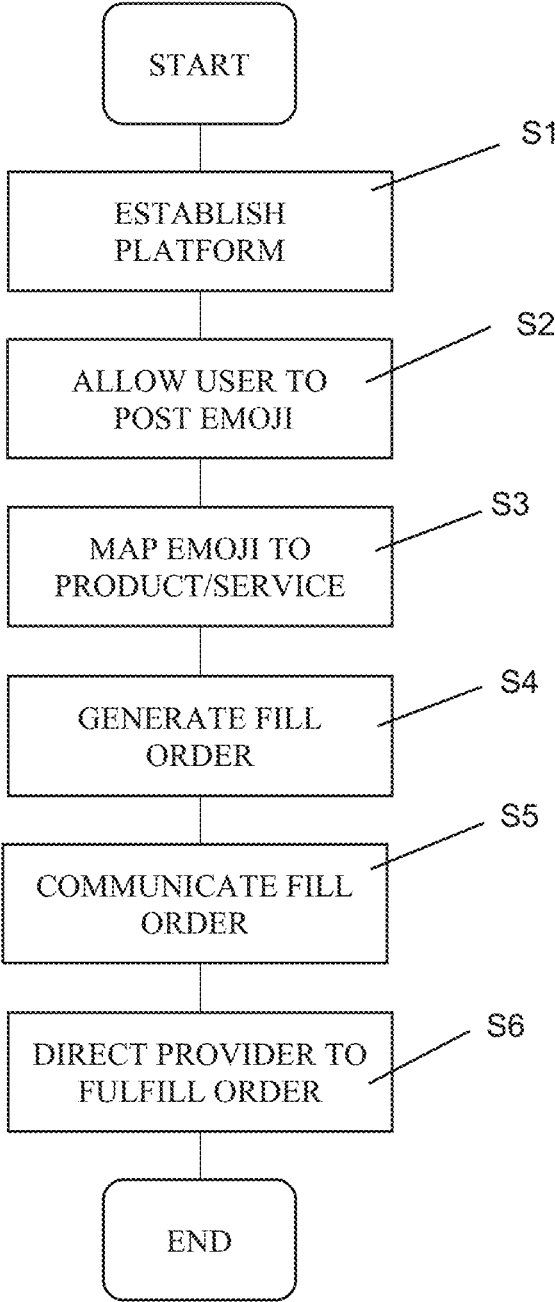 START
S1
ESTABLISH
PLATFORM
S2
ALLOW USER TO
POST EMOJI
S3
MAP EMOJI TO
PRODUCT/SERVICE
S4
GENERATE FILL
ORDER
S5
COMMUNICATE FILL
ORDER
S6
DIRECT PROVIDER TO
FULFILL ORDER
END